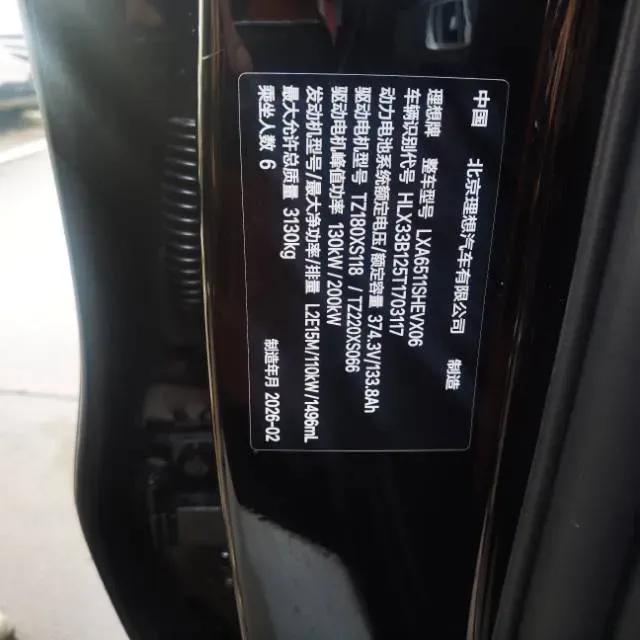 中国 北京理想汽车有限公司 制造
理想牌 整车型号 LXA6511SHEVX06
车辆识别代号 HLX33B125T1703117
动力电池系统额定电压/额定容量 374.3V/133.8Ah
驱动电机型号 TZ180XS118 /TZ220XS066
驱动电机峰值功率 130kW/200kW
发动机型号/最大净功率/排量 L2E15M/110kW/1496mL
最大允许总质量 3130kg
乘坐人数 6 制造年月 2026-02